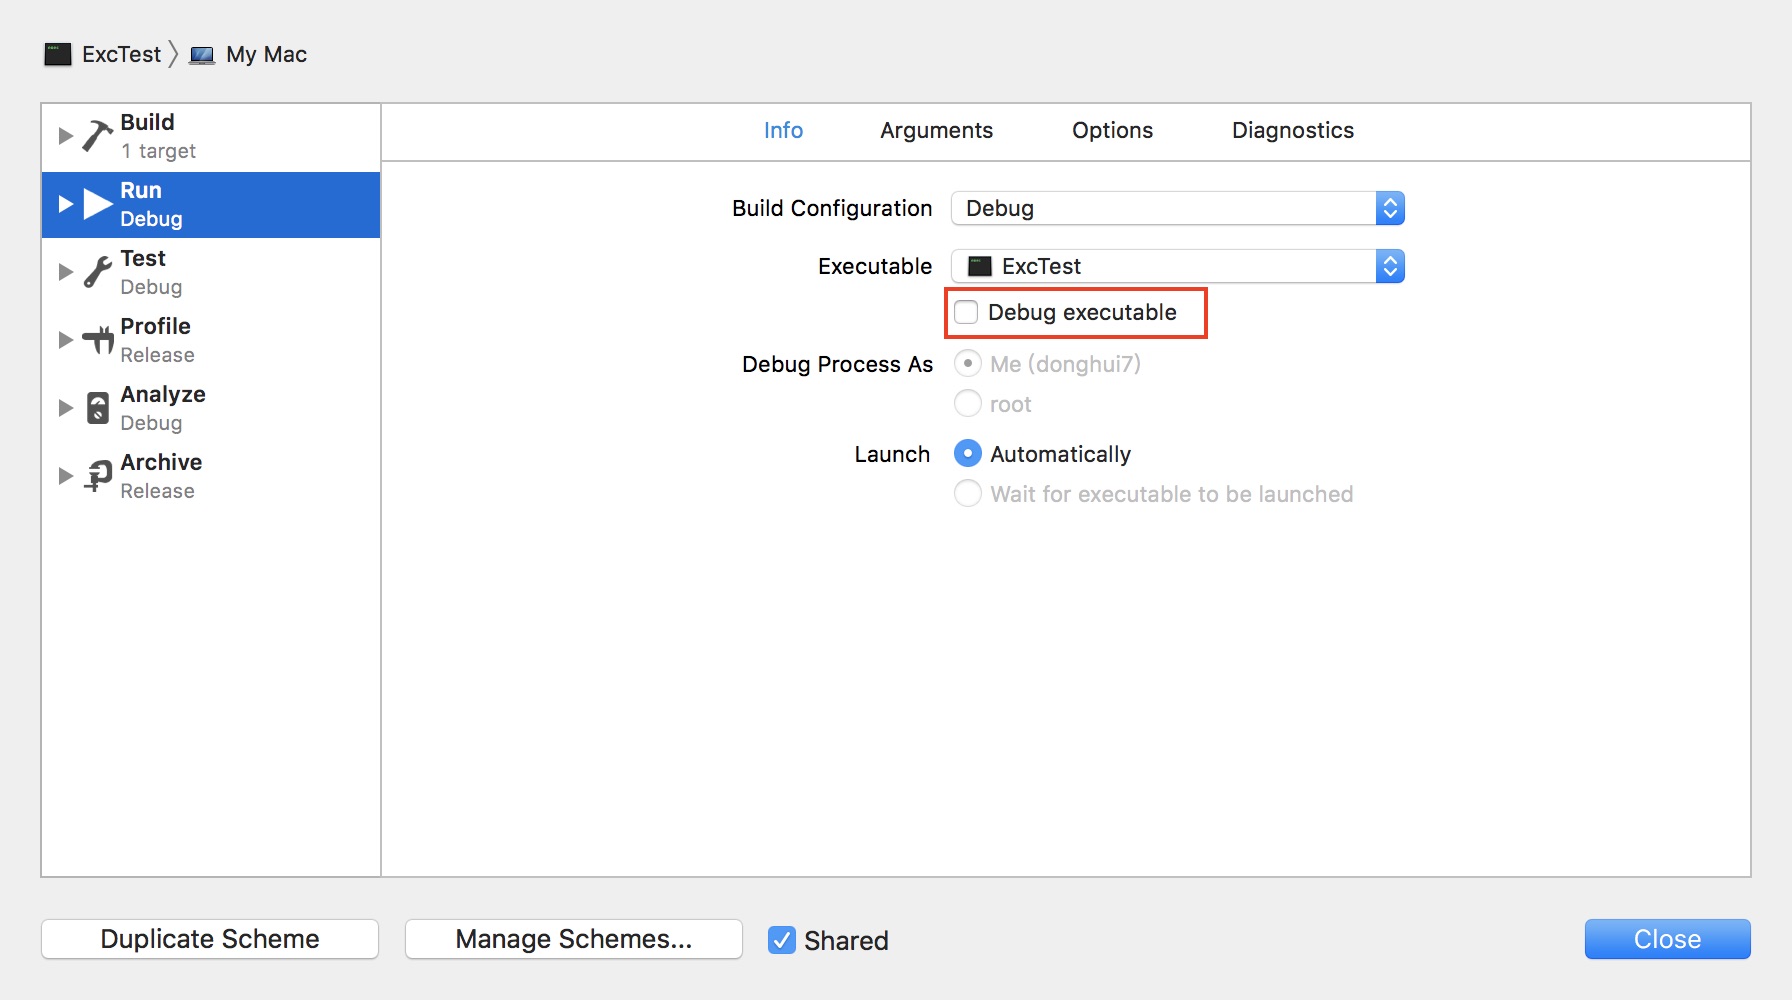 ExcTest My Mac
Build
1 target
Run
Debug
Test
Debug
Profile
Release
Analyze
Debug
Archive
Release
Info Arguments Options Diagnostics
Build Configuration Debug
Executable ExcTest
Debug executable
Debug Process As Me (donghui7)
root
Launch Automatically
Wait for executable to be launched
Duplicate Scheme Manage Schemes... Shared Close